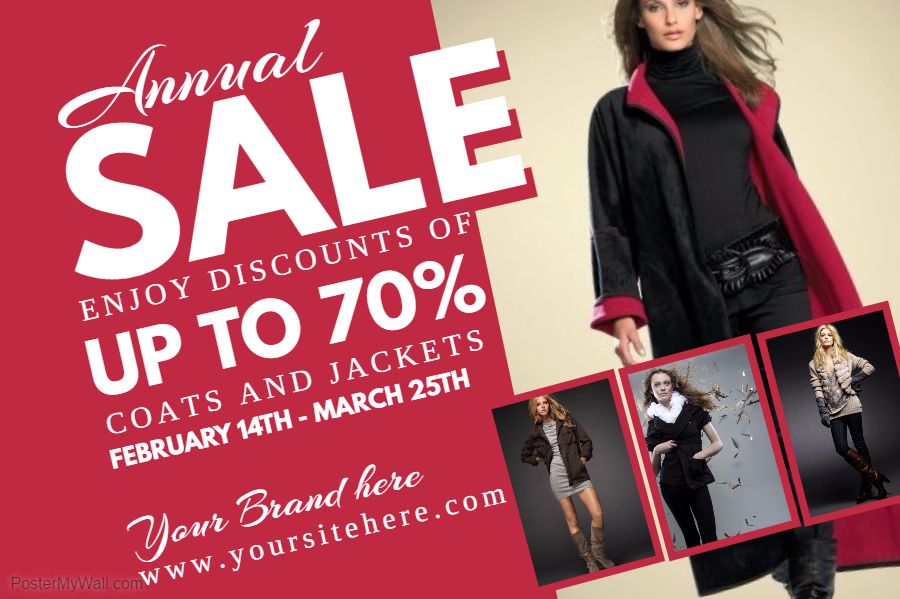 Annual
SALE
ENJOY DISCOUNTS OF
UP TO 70%
COATS AND JACKETS
FEBRUARY 14TH - MARCH 25TH
Your Brand here
www.yoursitehere.com
PosterMyWall.com